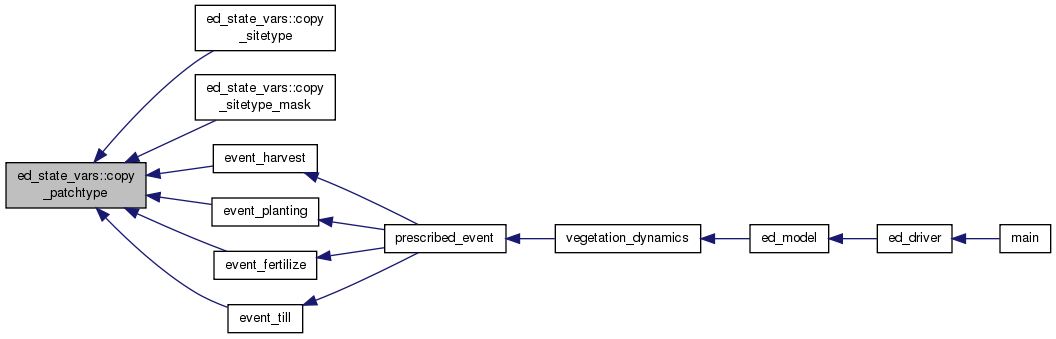 ed_state_vars::copy
_sitetype
ed_state_vars::copy
_sitetype_mask
event_harvest
ed_state_vars::copy
_patchtype
event_planting
prescribed_event
vegetation_dynamics
ed_model
ed_driver
main
event_fertilize
event_till